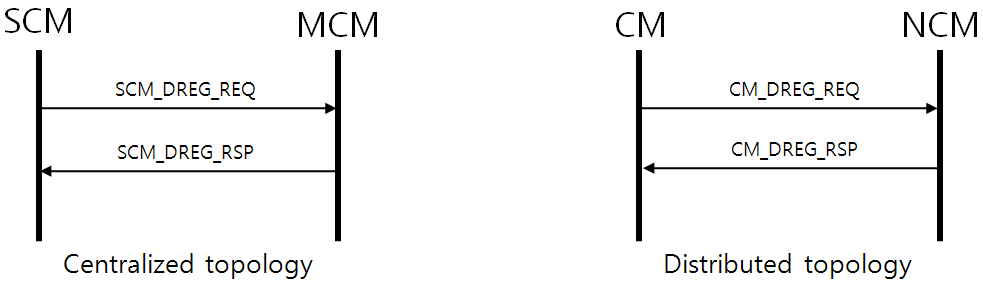 SCM
MCM
SCM_DREG_REQ
SCM_DREG_RSP
Centralized topology
CM
NCM
CM_DREG_REQ
CM_DREG_RSP
Distributed topology